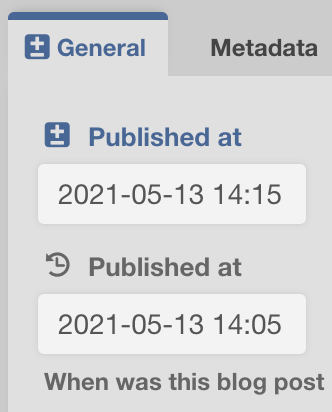 General
Metadata
Published at
2021-05-13 14:15
Published at
2021-05-13 14:05
When was this blog post